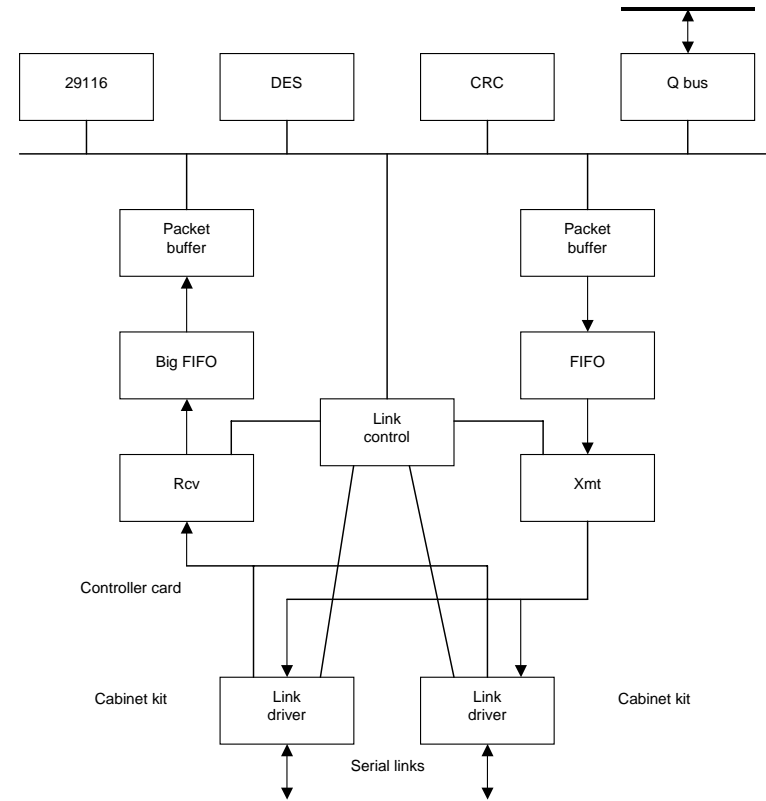 29116
DES
CRC
Q bus
Packet
buffer
Packet
buffer
Big FIFO
FIFO
Link
control
Rcv
Xmt
Controller card
Cabinet kit
Link
driver
Link
driver
Cabinet kit
Serial links